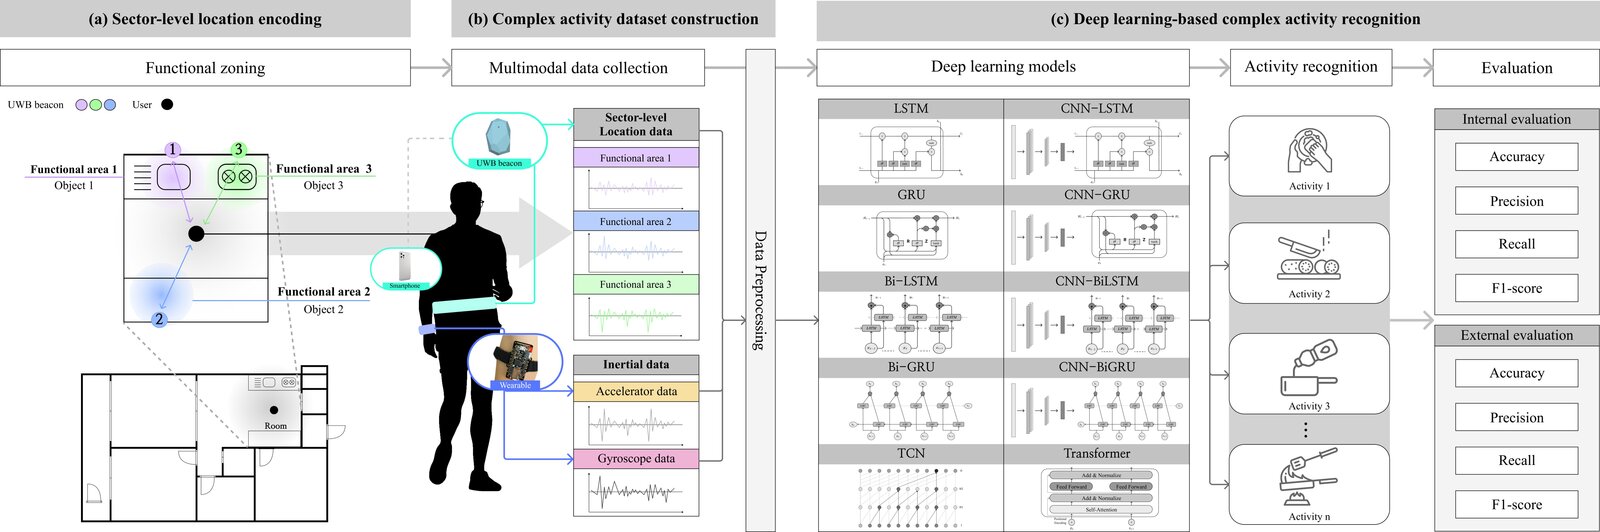 (a) Sector-level location encoding
Functional zoning
UWB beacon
User
1
3
Functional area 1
Object 1
Functional area 3
Object 3
Functional area 2
Object 2
2
Room
(b) Complex activity dataset construction
Multimodal data collection
UWB beacon
Smartphone
Wearable
Sector-level
Location data
Functional area 1
Functional area 2
Functional area 3
Inertial data
Accelerator data
Gyroscope data
Data Preprocessing
(c) Deep learning-based complex activity recognition
Deep learning models
LSTM
CNN-LSTM
GRU
CNN-GRU
Bi-LSTM
CNN-BiLSTM
Bi-GRU
CNN-BiGRU
TCN
Transformer
Add & Normalize
Feed Forward
Feed Forward
Add & Normalize
Self-Attention
Activity recognition
Activity 1
Activity 2
Activity 3
Activity n
Evaluation
Internal evaluation
Accuracy
Precision
Recall
F1-score
External evaluation
Accuracy
Precision
Recall
F1-score